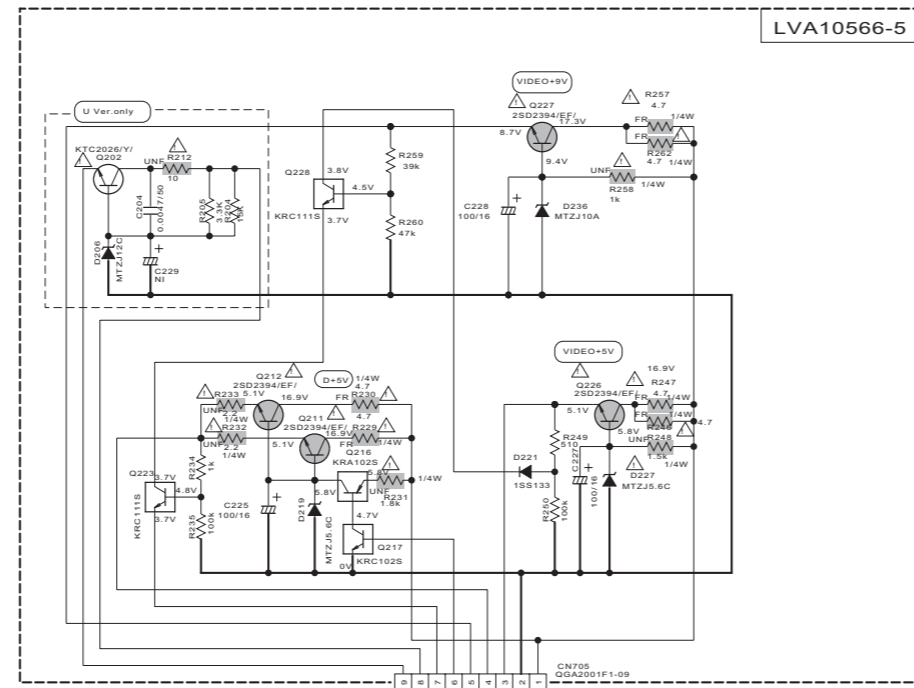 LVA10566-5
VIDEO+9V
Q227
2SD2394/EF/
17.3V
8.7V
9.4V
R257
4.7
FR
1/4W
FR
R262
4.7
1/4W
UNF
R258
1k
1/4W
U Ver.only
KTC2026/Y/
Q202
UNF
R212
10
C204
0.0047/50
R205
3.3K
R204
15K
D206
MTZJ12C
C229
NI
Q228
3.8V
4.5V
KRC111S
3.7V
R259
39k
R260
47k
C228
100/16
D236
MTZJ10A
VIDEO+5V
Q226
2SD2394/EF/
5.1V
5.8V
16.9V
R247
4.7
FR
1/4W
FR
1/4W
4.7
UNF
R248
1.5k
1/4W
Q212
2SD2394/EF/
5.1V
16.9V
D+5V
1/4W
R230
4.7
FR
4.7
R233
UNF
2.2
1/4W
R232
UNF
2.2
1/4W
Q211
2SD2394/EF/
5.1V
16.9V
R229
FR
1/4W
Q216
KRA102S
5.8V
5.8V
UNF
R231
1.8k
1/4W
4.7V
Q217
KRC102S
0V
R234
1k
Q223
3.7V
4.8V
3.7V
KRC111S
R235
100k
C225
100/16
D219
MTZJ5.6C
D221
1SS133
R249
510
R250
100k
C227
100/16
D227
MTZJ5.6C
CN705
QGA2001F1-09
9 8 7 6 5 4 3 2 1